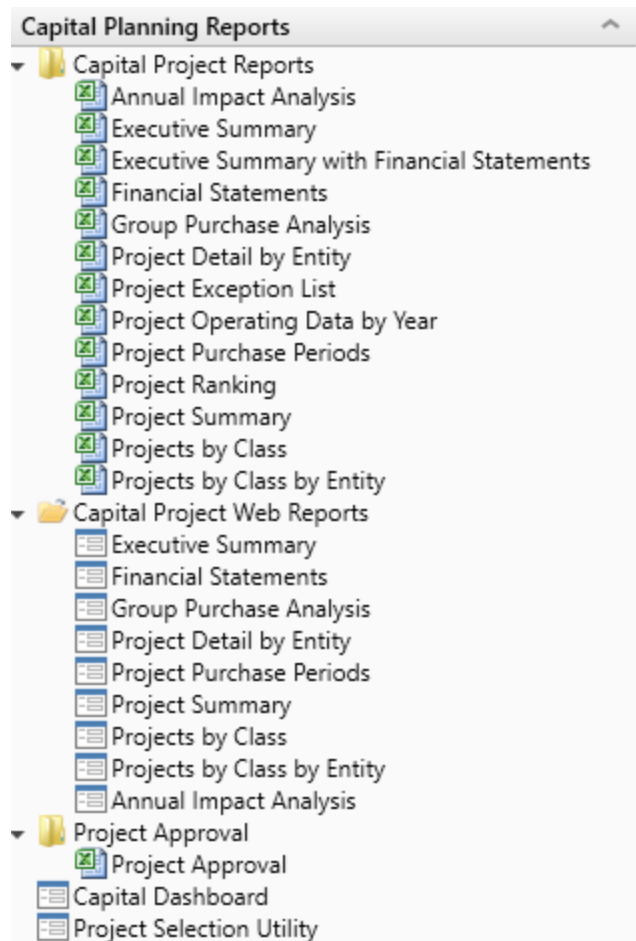 Capital Planning Reports
Capital Project Reports
Annual Impact Analysis
Executive Summary
Executive Summary with Financial Statements
Financial Statements
Group Purchase Analysis
Project Detail by Entity
Project Exception List
Project Operating Data by Year
Project Purchase Periods
Project Ranking
Project Summary
Projects by Class
Projects by Class by Entity
Capital Project Web Reports
Executive Summary
Financial Statements
Group Purchase Analysis
Project Detail by Entity
Project Purchase Periods
Project Summary
Projects by Class
Projects by Class by Entity
Annual Impact Analysis
Project Approval
Project Approval
Capital Dashboard
Project Selection Utility